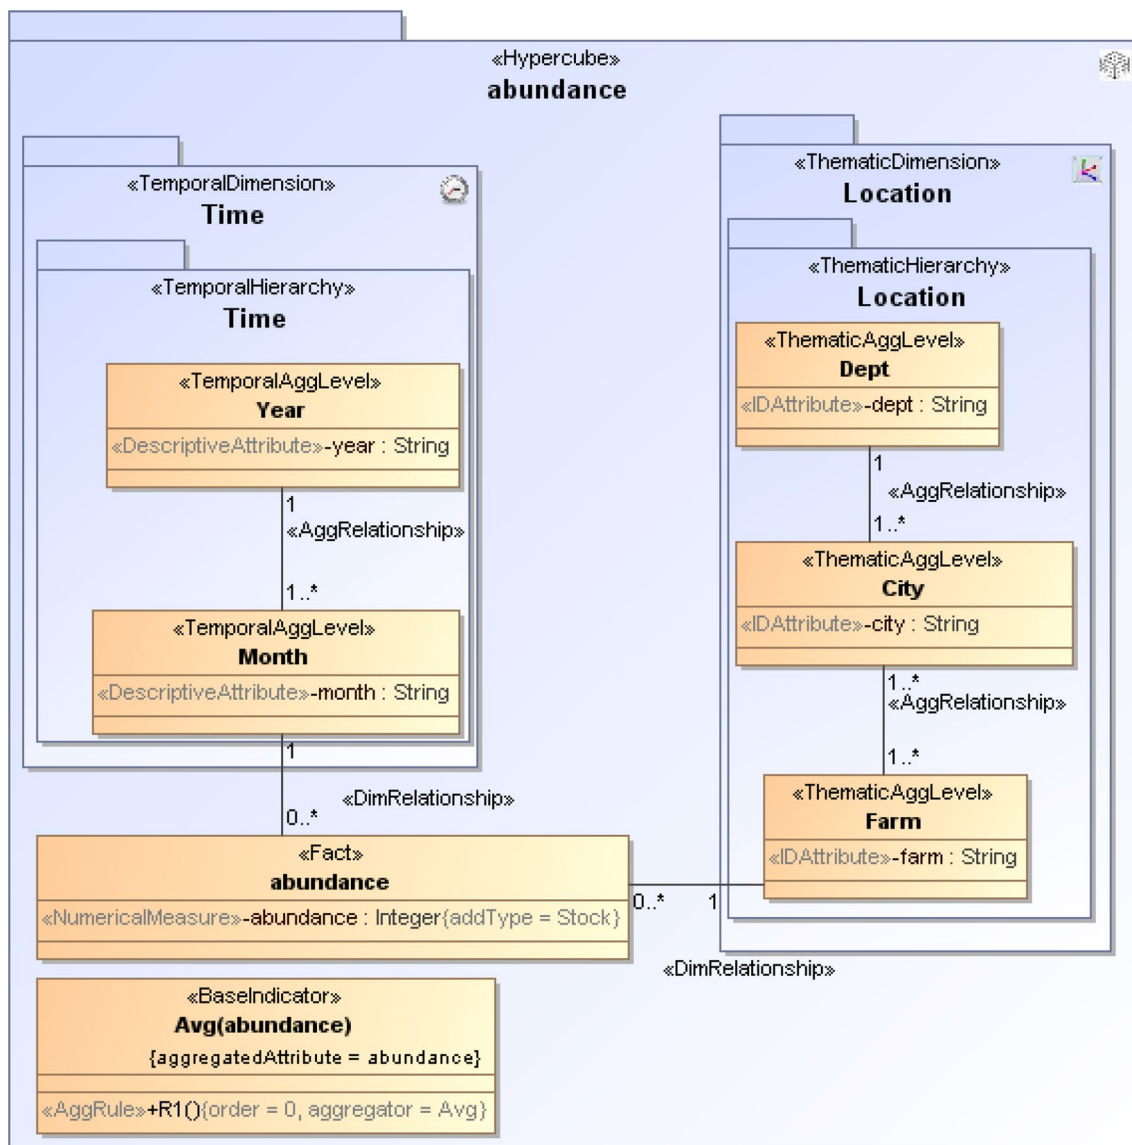 «Hypercube»
abundance
«TemporalDimension»
Time
«TemporalHierarchy»
Time
«TemporalAggLevel»
Year
«DescriptiveAttribute»-year : String
1
«AggRelationship»
1..*
«TemporalAggLevel»
Month
«DescriptiveAttribute»-month : String
1
«DimRelationship»
0..*
«ThematicDimension»
Location
«ThematicHierarchy»
Location
«ThematicAggLevel»
Dept
«IDAttribute»-dept : String
1
«AggRelationship»
1..*
«ThematicAggLevel»
City
«IDAttribute»-city : String
1..*
«AggRelationship»
1..*
«ThematicAggLevel»
Farm
«IDAttribute»-farm : String
«Fact»
abundance
«NumericalMeasure»-abundance : Integer{addType = Stock}
0..* 1
«DimRelationship»
«BaseIndicator»
Avg(abundance)
{aggregatedAttribute = abundance}
«AggRule»+R1(){order = 0, aggregator = Avg}